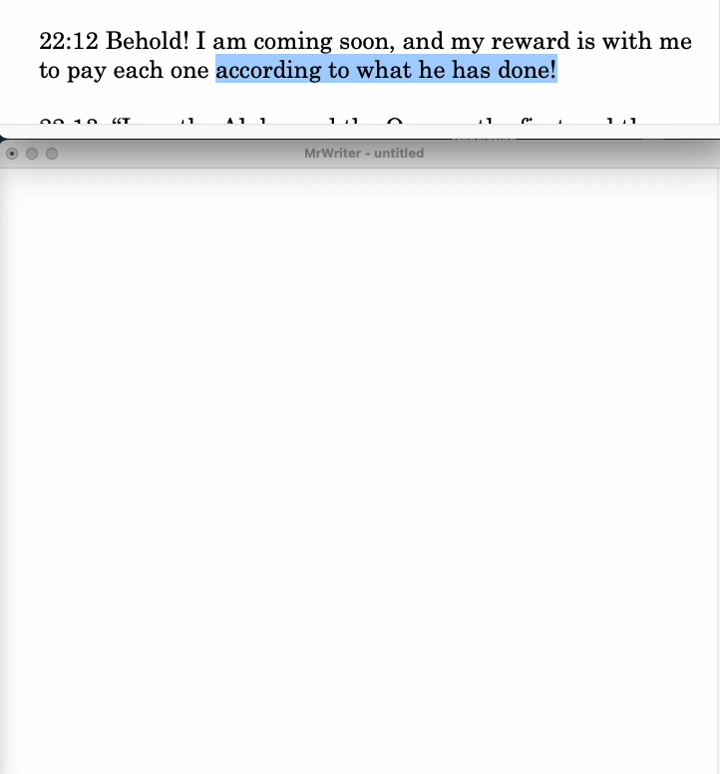 22:12 Behold! I am coming soon, and my reward is with me
to pay each one according to what he has done!
MrWriter - untitled